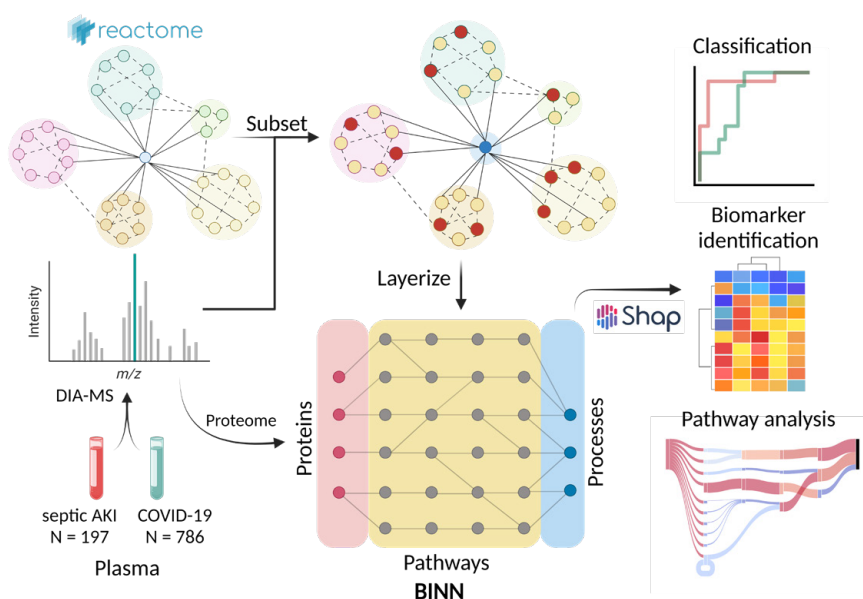 reactome
Subset
Classification
Biomarker
identification
Intensity
m/z
DIA-MS
Layerize
Shap
Proteome
Proteins
Processes
Pathway analysis
septic AKI
N = 197
COVID-19
N = 786
Plasma
Pathways
BINN